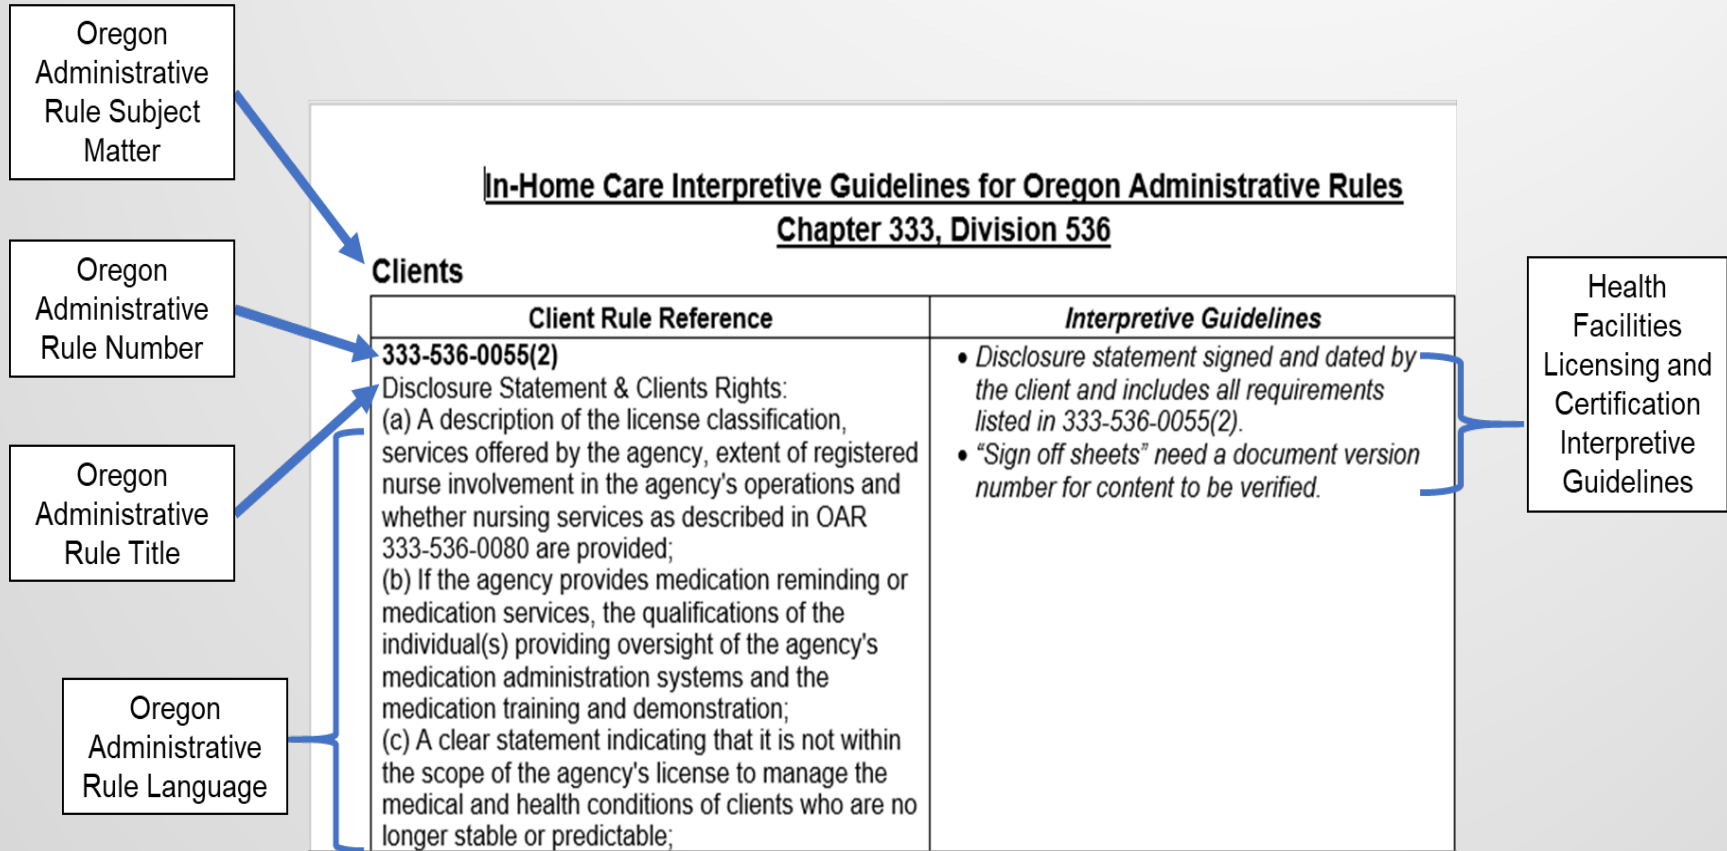 Oregon
Administrative
Rule Subject
Matter
Oregon
Administrative
Rule Number
Oregon
Administrative
Rule Title
Oregon
Administrative
Rule Language
In-Home Care Interpretive Guidelines for Oregon Administrative Rules
Chapter 333, Division 536
Clients
Client Rule Reference
333-536-0055(2)
Disclosure Statement & Clients Rights:
(a) A description of the license classification,
services offered by the agency, extent of registered
nurse involvement in the agency's operations and
whether nursing services as described in OAR
333-536-0080 are provided;
(b) If the agency provides medication reminding or
medication services, the qualifications of the
individual(s) providing oversight of the agency's
medication administration systems and the
medication training and demonstration;
(c) A clear statement indicating that it is not within
the scope of the agency's license to manage the
medical and health conditions of clients who are no
longer stable or predictable;
Interpretive Guidelines
• Disclosure statement signed and dated by
the client and includes all requirements
listed in 333-536-0055(2).
• “Sign off sheets” need a document version
number for content to be verified.
Health
Facilities
Licensing and
Certification
Interpretive
Guidelines